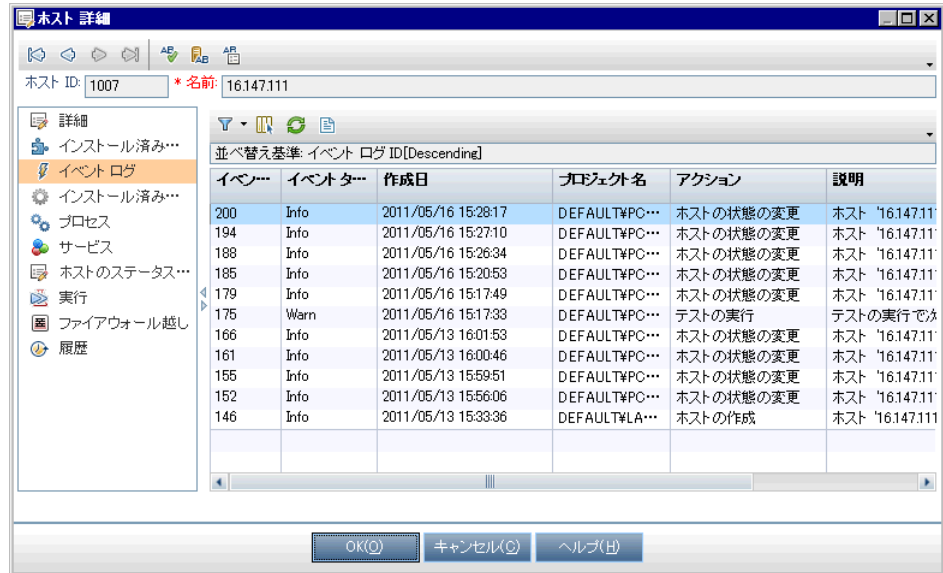 ホスト 詳細
ホスト ID: 1007 * 名前: 16.147.111
詳細
インストール済み…
イベント ログ
インストール済み…
プロセス
サービス
ホストのステータス…
実行
ファイアウォール越し
履歴
並べ替え基準: イベント ログ ID[Descending]
イベン… イベント タ… 作成日 プロジェクト名 アクション 説明
200 Info 2011/05/16 15:28:17 DEFAULT¥PC… ホストの状態の変更 ホスト '16.147.11
194 Info 2011/05/16 15:27:10 DEFAULT¥PC… ホストの状態の変更 ホスト '16.147.11
188 Info 2011/05/16 15:26:34 DEFAULT¥PC… ホストの状態の変更 ホスト '16.147.11
185 Info 2011/05/16 15:20:53 DEFAULT¥PC… ホストの状態の変更 ホスト '16.147.11
179 Info 2011/05/16 15:17:49 DEFAULT¥PC… ホストの状態の変更 ホスト '16.147.11
175 Warn 2011/05/16 15:17:33 DEFAULT¥PC… テストの実行 テストの実行で次
166 Info 2011/05/13 16:01:53 DEFAULT¥PC… ホストの状態の変更 ホスト '16.147.11
161 Info 2011/05/13 16:00:46 DEFAULT¥PC… ホストの状態の変更 ホスト '16.147.11
155 Info 2011/05/13 15:59:51 DEFAULT¥PC… ホストの状態の変更 ホスト '16.147.11
152 Info 2011/05/13 15:56:06 DEFAULT¥PC… ホストの状態の変更 ホスト '16.147.11
146 Info 2011/05/13 15:33:36 DEFAULT¥LA… ホストの作成 ホスト '16.147.111
OK(O) キャンセル(C) ヘルプ(H)